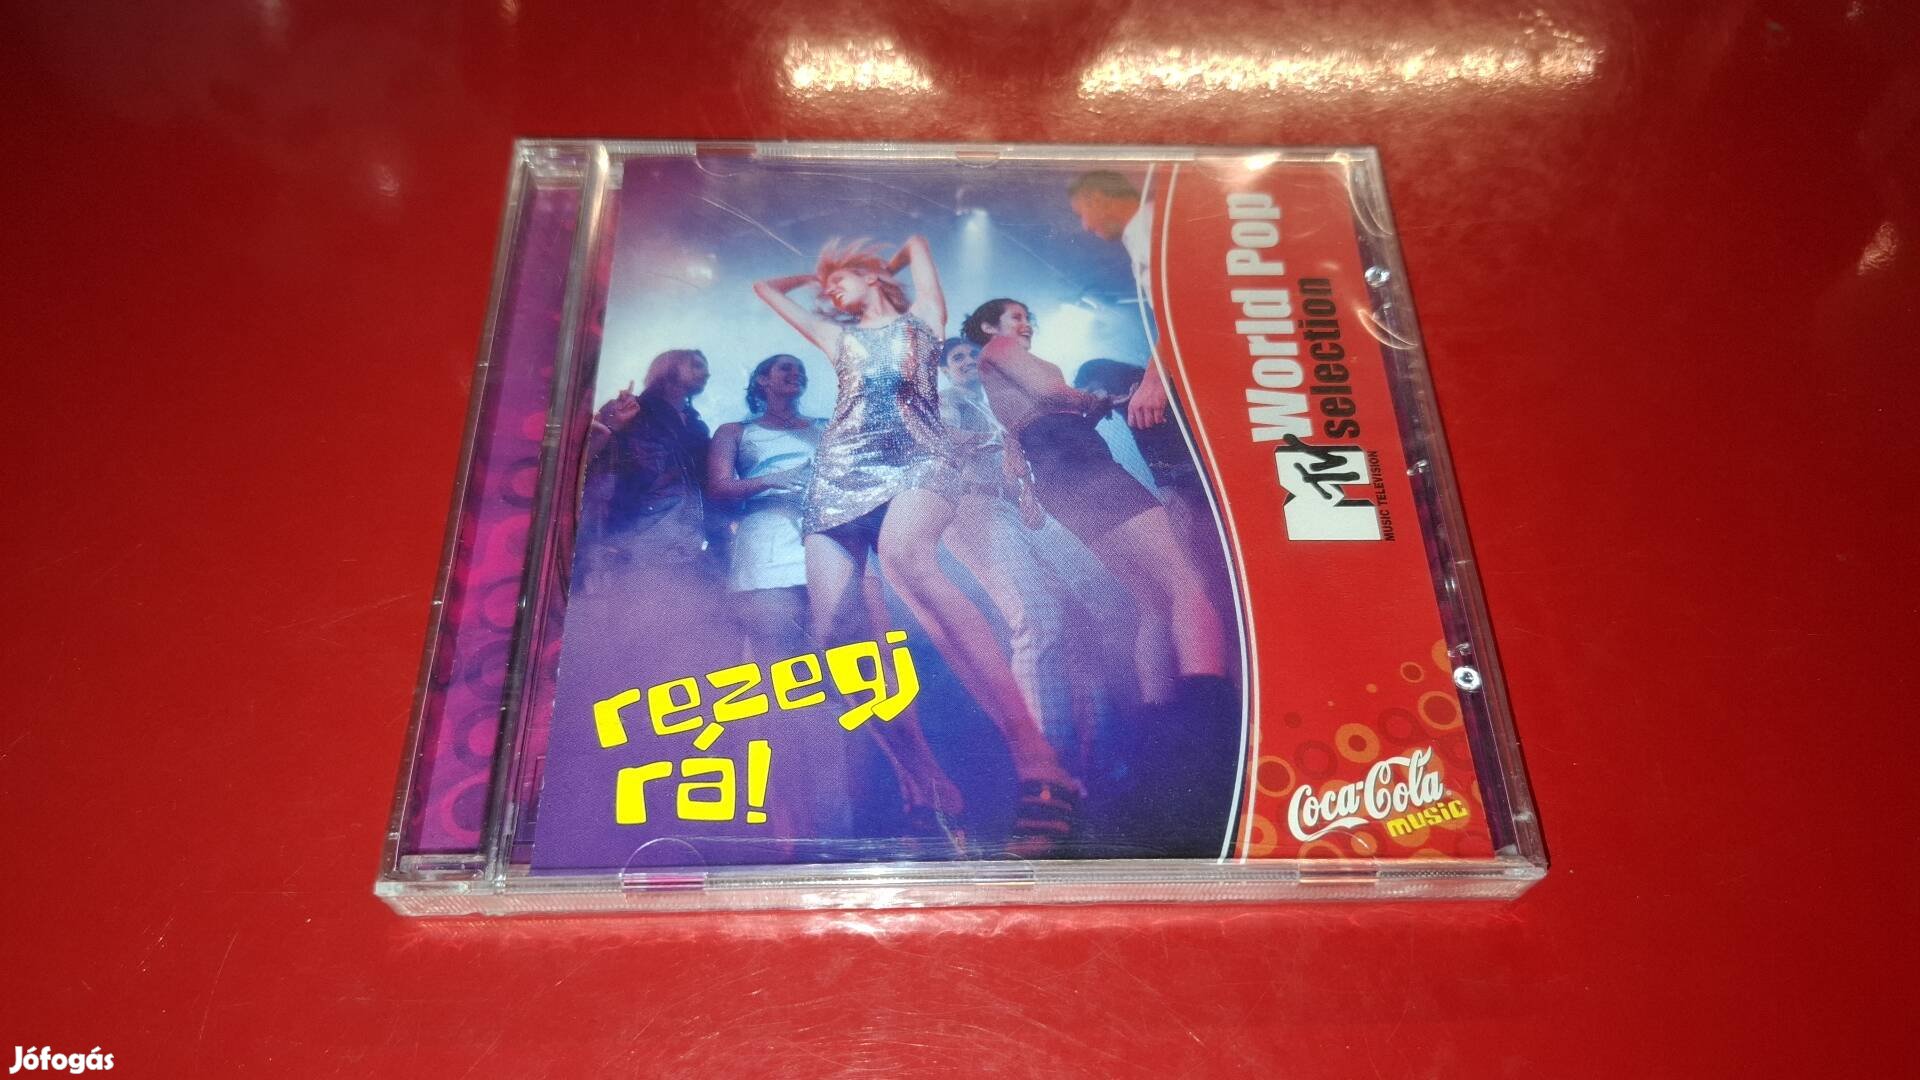 World Pop
selection
MTV
MUSIC TELEVISION
rezegj
rá!
Coca-Cola
music
Jófogás